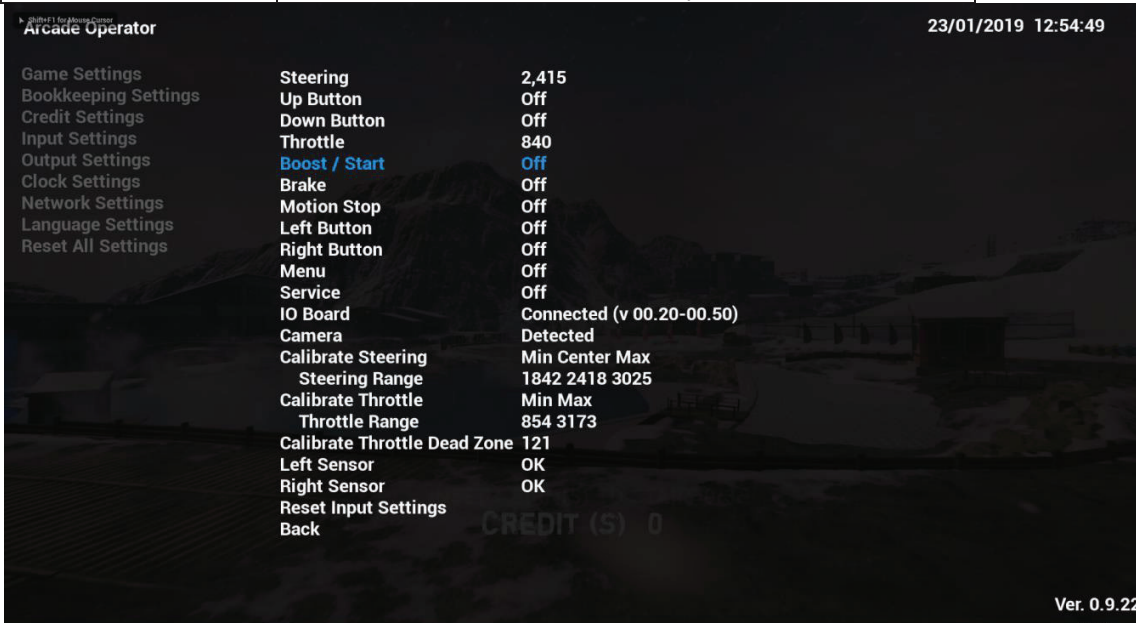 Shift+F1 for Mouse Cursor
Arcade Operator
23/01/2019 12:54:49
Game Settings
Bookkeeping Settings
Credit Settings
Input Settings
Output Settings
Clock Settings
Network Settings
Language Settings
Reset All Settings
Steering 2,415
Up Button Off
Down Button Off
Throttle 840
Boost / Start Off
Brake Off
Motion Stop Off
Left Button Off
Right Button Off
Menu Off
Service Off
IO Board Connected (v 00.20-00.50)
Camera Detected
Calibrate Steering Min Center Max
Steering Range 1842 2418 3025
Calibrate Throttle Min Max
Throttle Range 854 3173
Calibrate Throttle Dead Zone 121
Left Sensor OK
Right Sensor OK
Reset Input Settings
Back
CREDIT (S) 0
Ver. 0.9.22